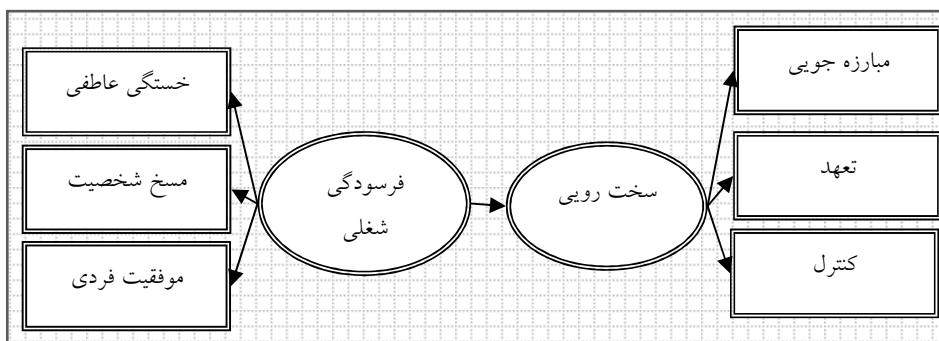 مبارزه جویی
تعهد
کنترل
سخت رویی
فرسودگی
شغلی
خستگی عاطفی
مسخ شخصیت
موفقیت فردی